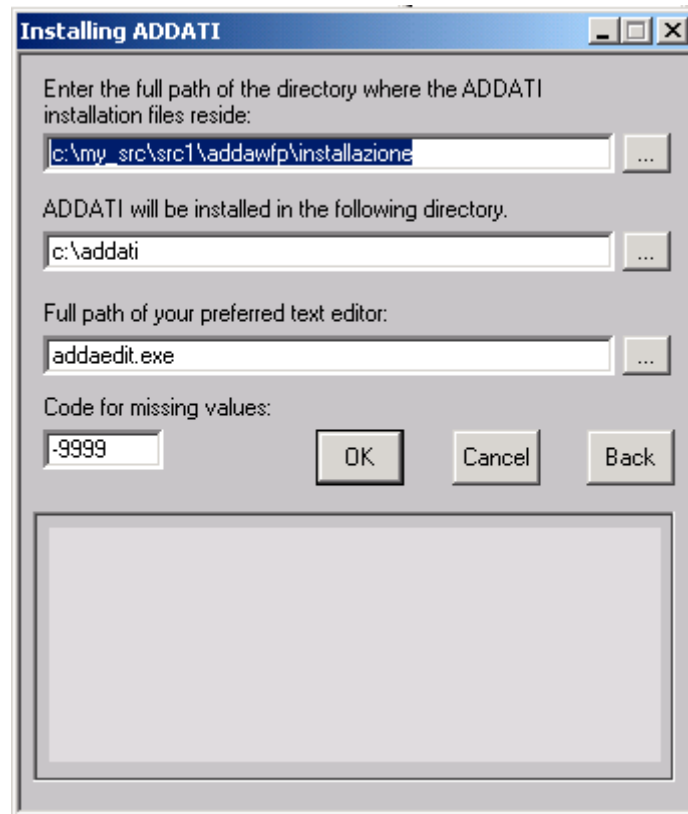 Installing ADDATI
Enter the full path of the directory where the ADDATI
installation files reside:
c:\my_src\src1\addawfp\installazione
...
ADDATI will be installed in the following directory.
c:\addati
...
Full path of your preferred text editor:
addaedit.exe
...
Code for missing values:
-9999
OK
Cancel
Back